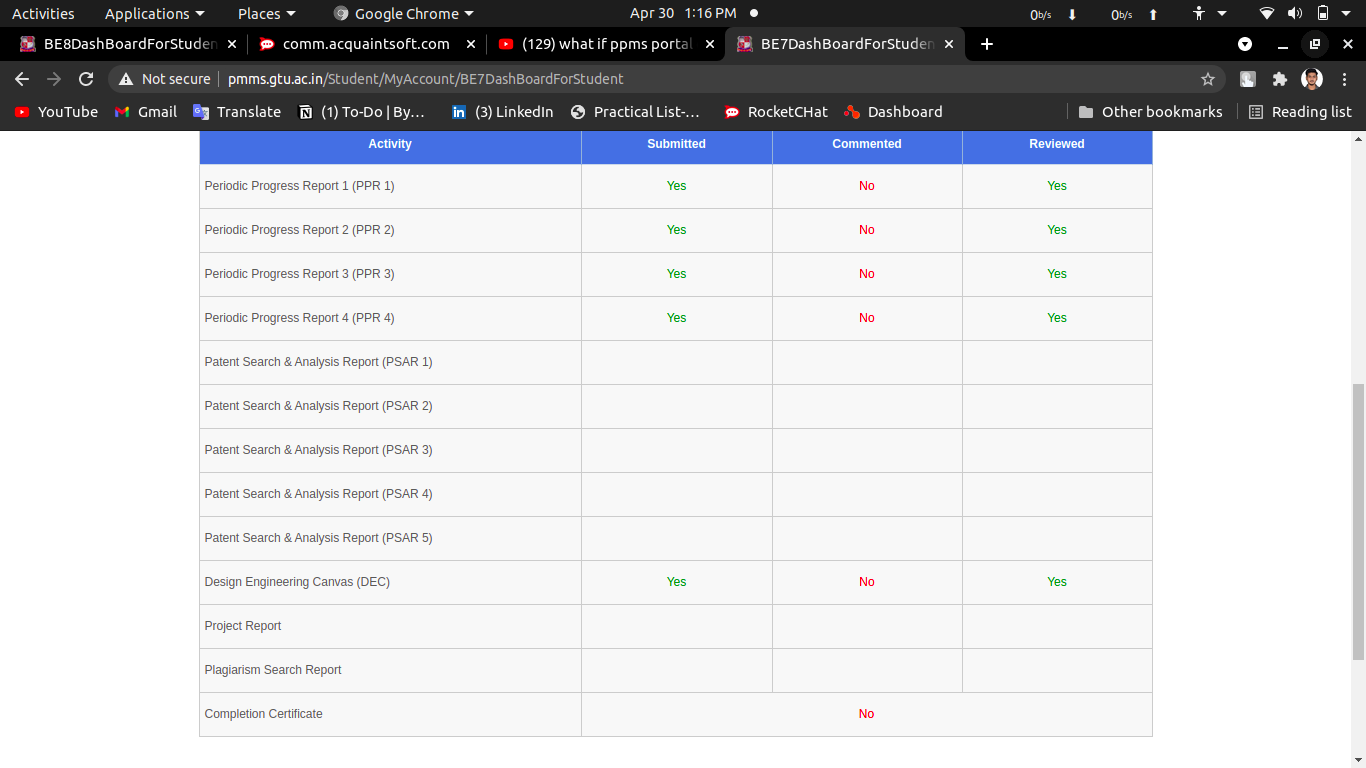 Activities Applications Places Google Chrome Apr 30 1:16 PM 0b/s 0b/s
BE8DashBoardForStuden comm.acquaintsoft.com (129) what if ppms portal BE7DashBoardForStuden
Not secure pmms.gtu.ac.in/Student/MyAccount/BE7DashBoardForStudent
YouTube Gmail Translate (1) To-Do | By... (3) LinkedIn Practical List-... RocketCHat Dashboard Other bookmarks Reading list
Activity Submitted Commented Reviewed
Periodic Progress Report 1 (PPR 1) Yes No Yes
Periodic Progress Report 2 (PPR 2) Yes No Yes
Periodic Progress Report 3 (PPR 3) Yes No Yes
Periodic Progress Report 4 (PPR 4) Yes No Yes
Patent Search & Analysis Report (PSAR 1)
Patent Search & Analysis Report (PSAR 2)
Patent Search & Analysis Report (PSAR 3)
Patent Search & Analysis Report (PSAR 4)
Patent Search & Analysis Report (PSAR 5)
Design Engineering Canvas (DEC) Yes No Yes
Project Report
Plagiarism Search Report
Completion Certificate No